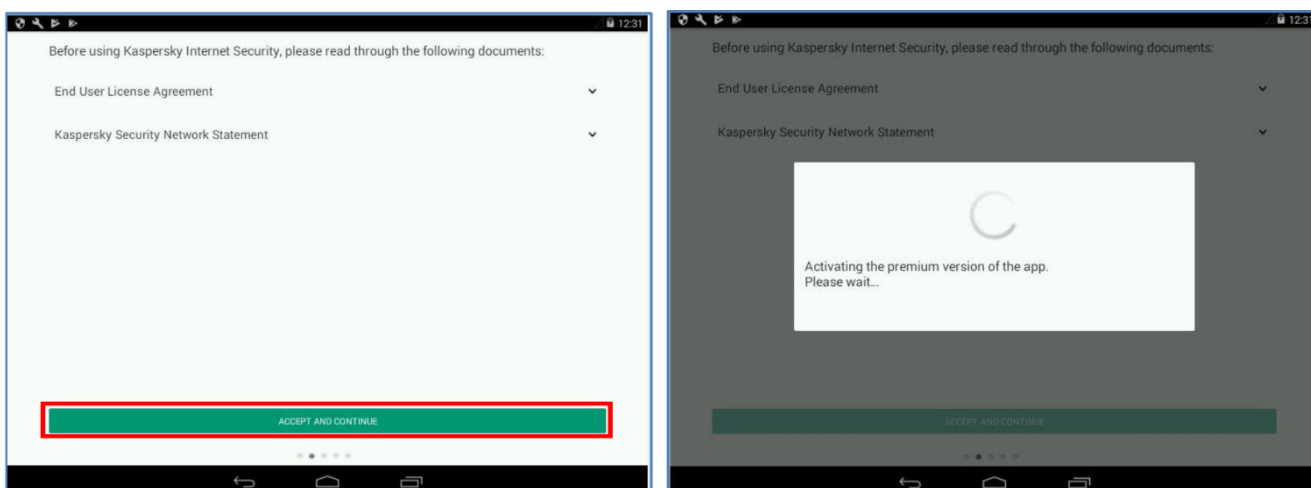 12:31
Before using Kaspersky Internet Security, please read through the following documents:
End User License Agreement
Kaspersky Security Network Statement
ACCEPT AND CONTINUE
12:31
Before using Kaspersky Internet Security, please read through the following documents:
End User License Agreement
Kaspersky Security Network Statement
Activating the premium version of the app.
Please wait...
ACCEPT AND CONTINUE